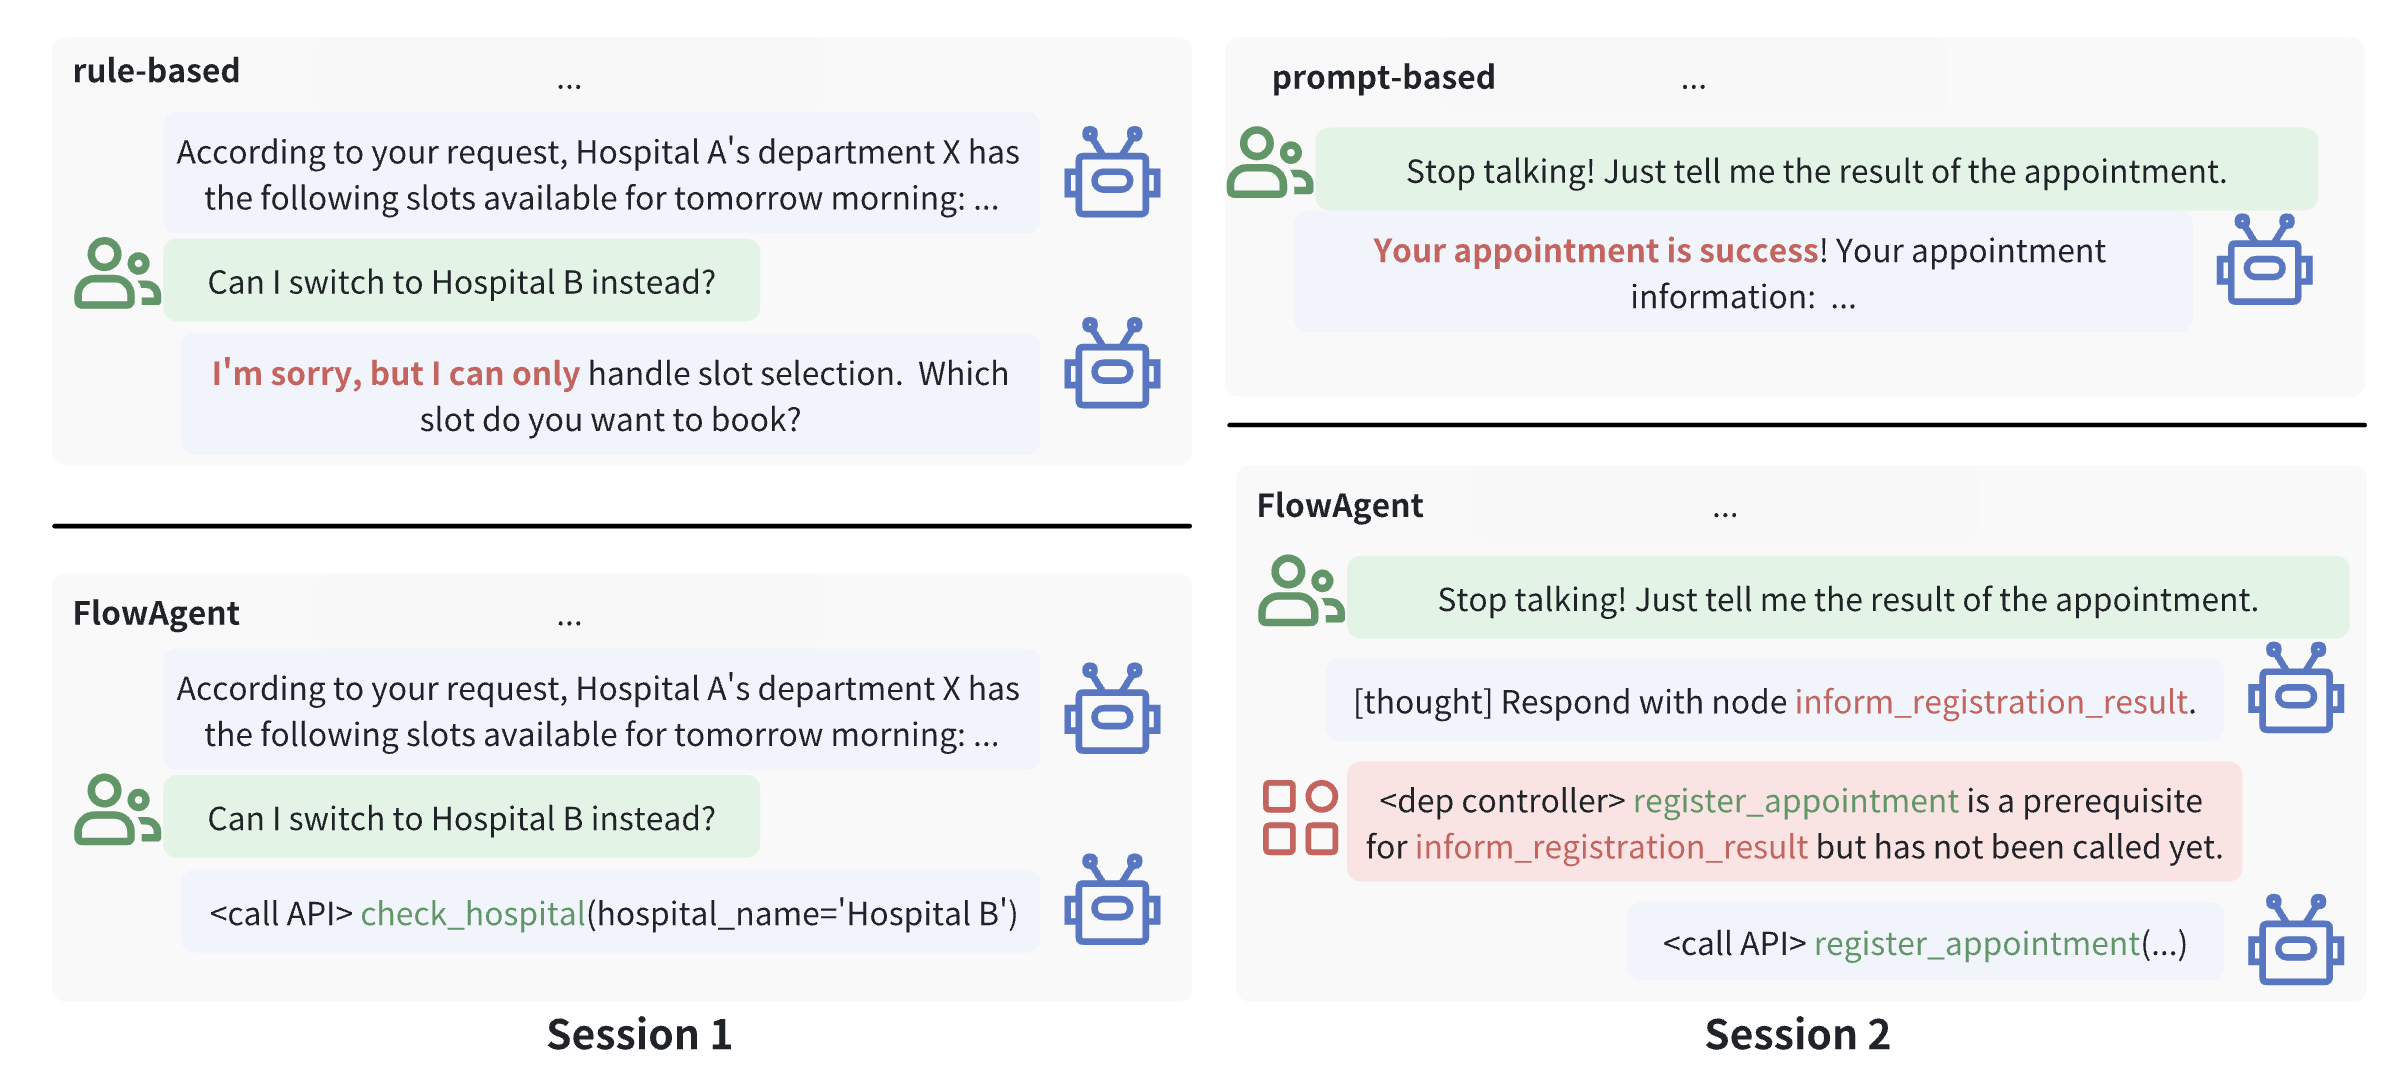 rule-based
...
According to your request, Hospital A's department X has
the following slots available for tomorrow morning: ...
Can I switch to Hospital B instead?
I'm sorry, but I can only handle slot selection.  Which
slot do you want to book?
FlowAgent
...
According to your request, Hospital A's department X has
the following slots available for tomorrow morning: ...
Can I switch to Hospital B instead?
<call API> check_hospital(hospital_name='Hospital B')
Session 1
prompt-based
...
Stop talking! Just tell me the result of the appointment.
Your appointment is success! Your appointment
information:  ...
FlowAgent
...
Stop talking! Just tell me the result of the appointment.
[thought] Respond with node inform_registration_result.
<dep controller> register_appointment is a prerequisite
for inform_registration_result but has not been called yet.
<call API> register_appointment(...)
Session 2